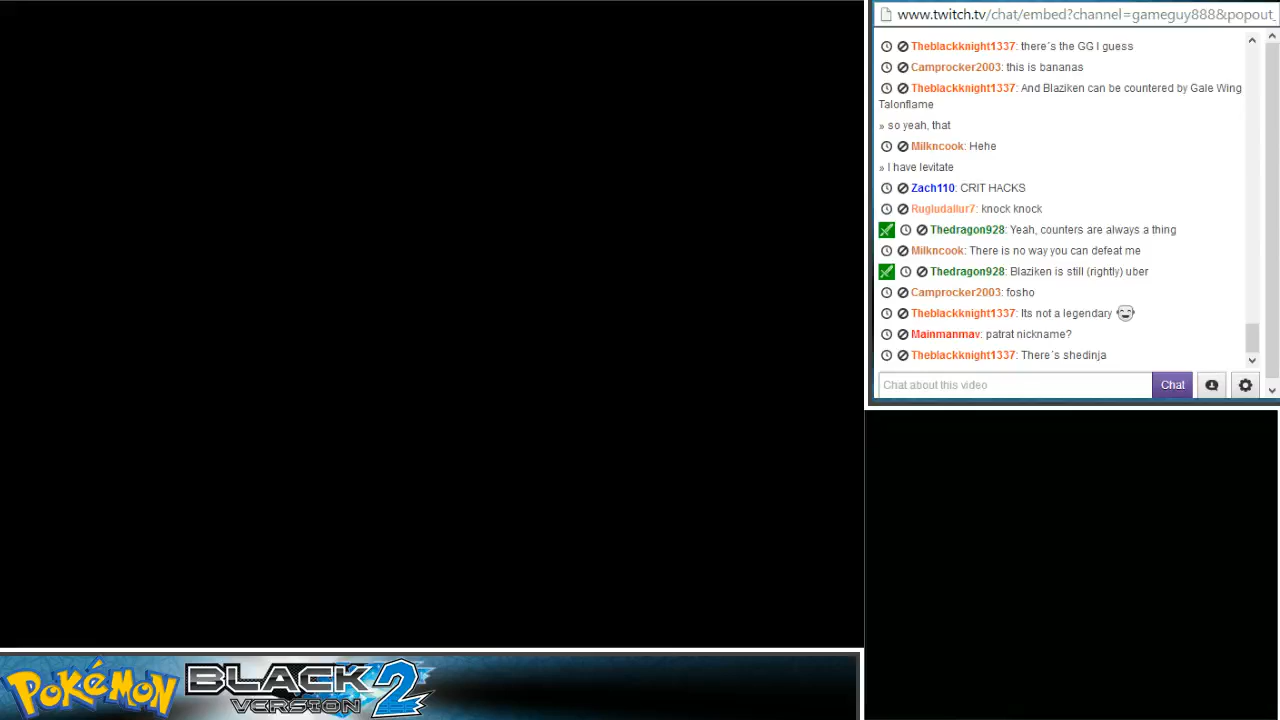 www.twitch.tv/chat/embed?channel=gameguy888&popout_
Theblackknight1337: there´s the GG I guess
Camprocker2003: this is bananas
Theblackknight1337: And Blaziken can be countered by Gale Wing
Talonflame
» so yeah, that
Milkncook: Hehe
» I have levitate
Zach110: CRIT HACKS
Rugludallur7: knock knock
Thedragon928: Yeah, counters are always a thing
Milkncook: There is no way you can defeat me
Thedragon928: Blaziken is still (rightly) uber
Camprocker2003: fosho
Theblackknight1337: Its not a legendary
Mainmanmav: patrat nickname?
Theblackknight1337: There´s shedinja
Chat about this video
Chat
POKéMON
BLACK
VERSION 2